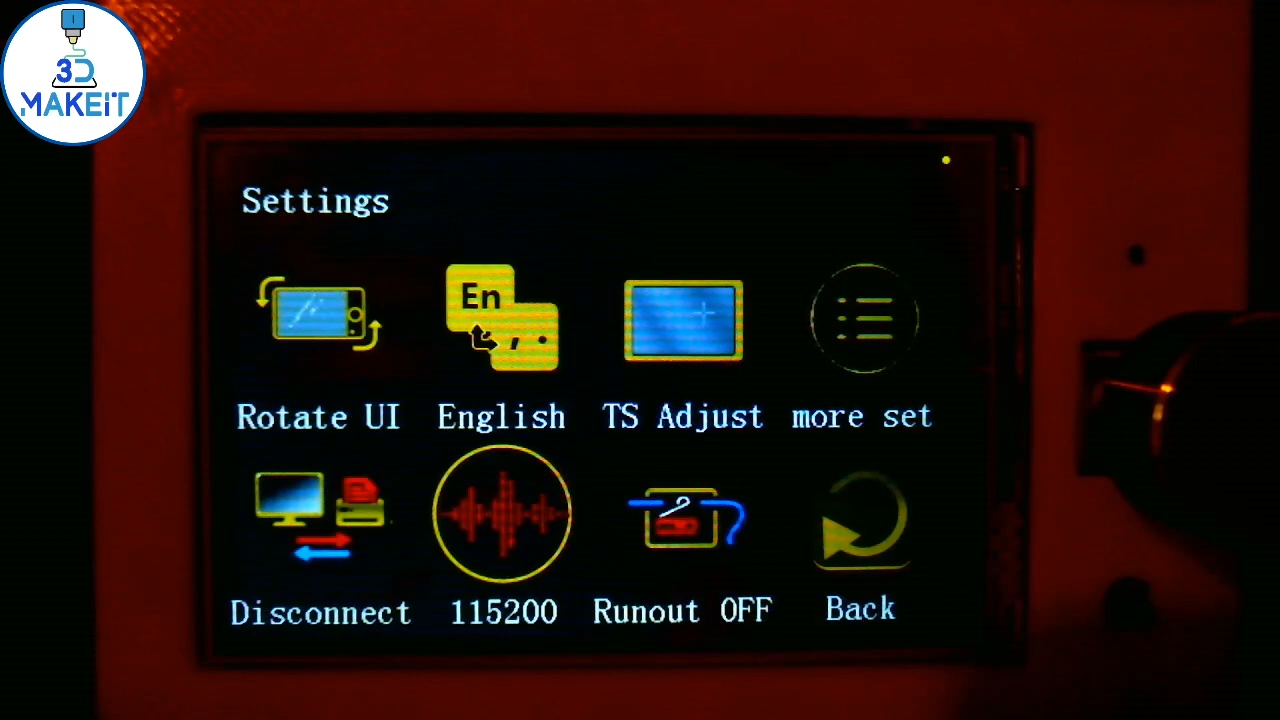 3D
MAKEiT
Settings
En
, .
Rotate UI
English
TS Adjust
more set
Disconnect
115200
Runout OFF
Back